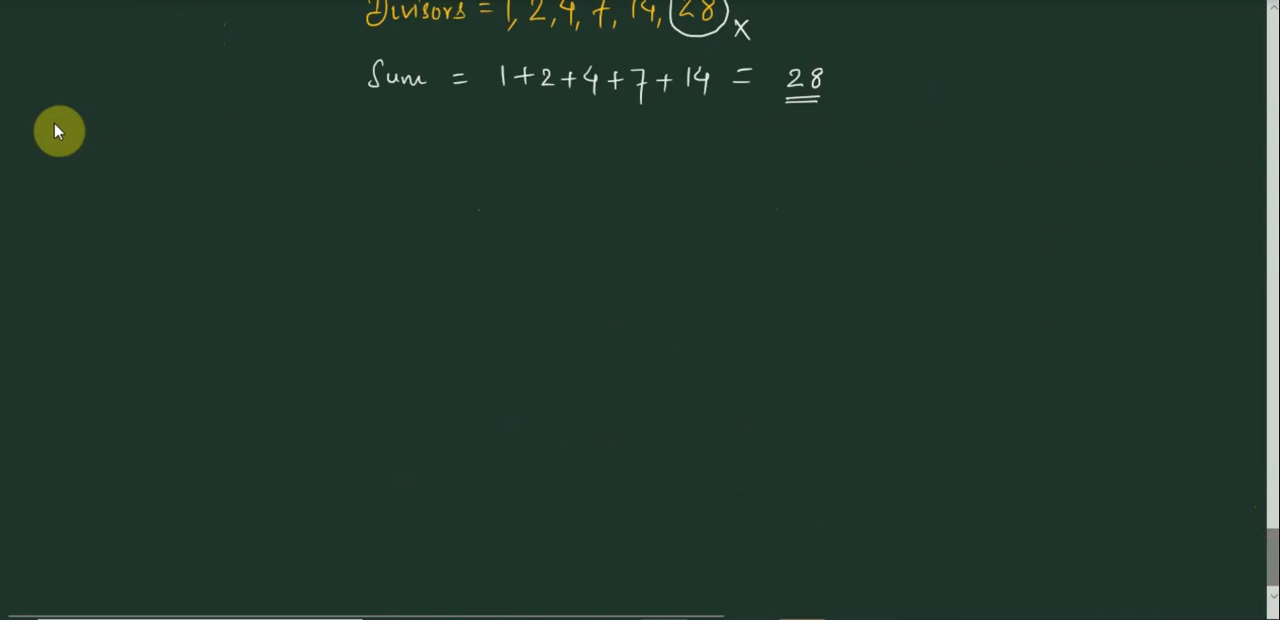 Divisors = 1, 2, 4, 7, 14, 28 x
Sum = 1 + 2 + 4 + 7 + 14 = 28